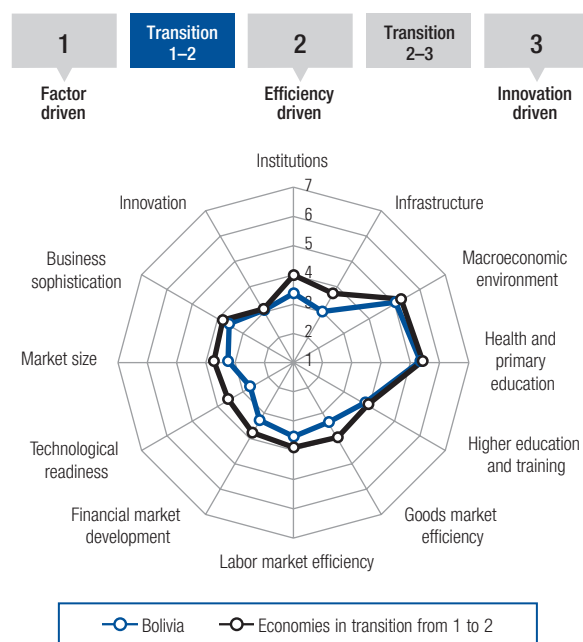 1
Transition
1–2
2
Transition
2–3
3
Factor
driven
Efficiency
driven
Innovation
driven
Institutions
7
6
5
4
3
2
1
Infrastructure
Macroeconomic
environment
Health and
primary
education
Higher education
and training
Goods market
efficiency
Labor market efficiency
Financial market
development
Technological
readiness
Market size
Business
sophistication
Innovation
Bolivia
Economies in transition from 1 to 2